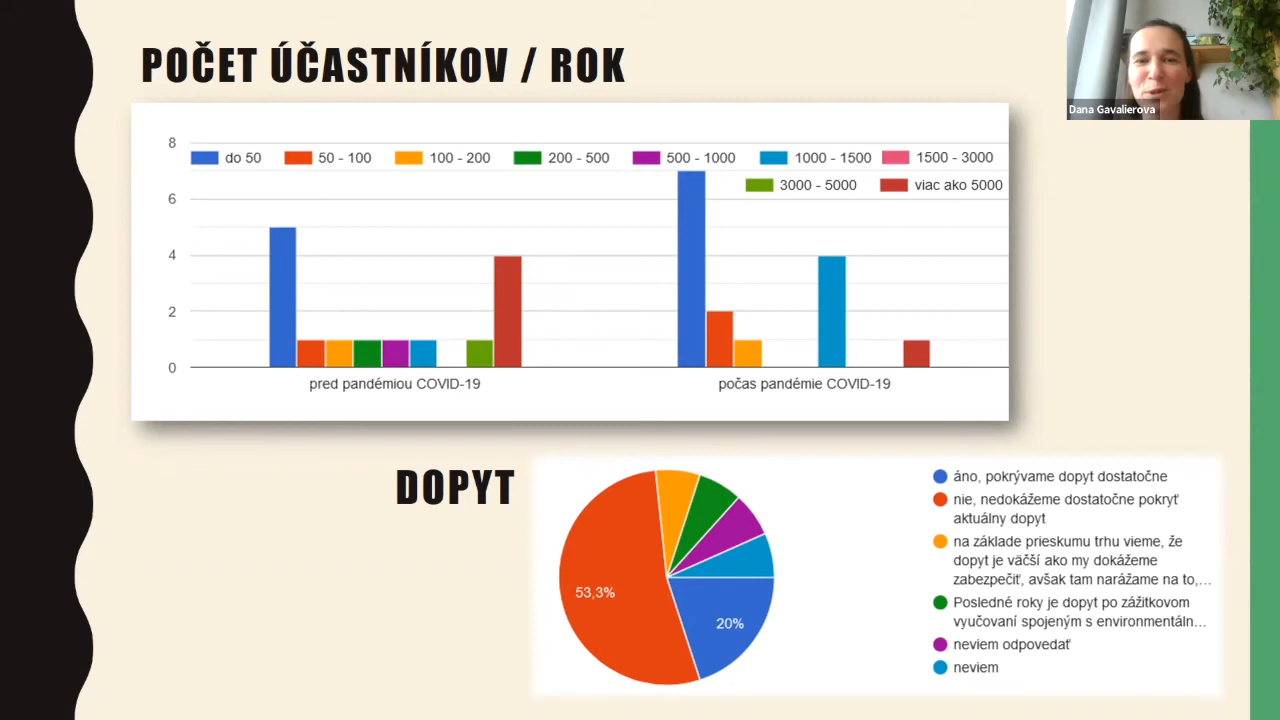 POČET ÚČASTNÍKOV / ROK
Dana Gavalierova
8
6
4
2
0
do 50
50 - 100
100 - 200
200 - 500
500 - 1000
1000 - 1500
1500 - 3000
3000 - 5000
viac ako 5000
pred pandémiou COVID-19
počas pandémie COVID-19
DOPYT
53,3%
20%
áno, pokrývame dopyt dostatočne
nie, nedokážeme dostatočne pokryť
aktuálny dopyt
na základe prieskumu trhu vieme, že
dopyt je väčší ako my dokážeme
zabezpečiť, avšak tam narážame na to,...
Posledné roky je dopyt po zážitkovom
vyučovaní spojeným s environmentáln...
neviem odpovedať
neviem